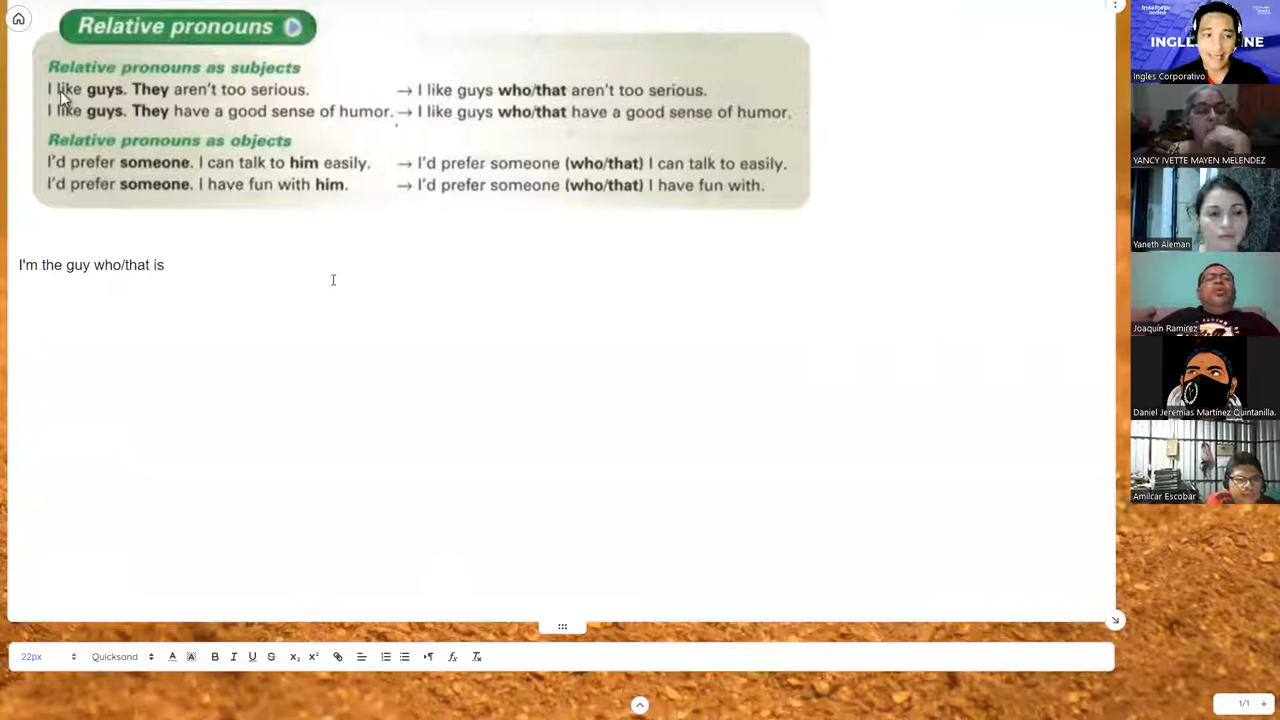 Relative pronouns
Relative pronouns as subjects
I like guys. They aren't too serious. → I like guys who/that aren't too serious.
I like guys. They have a good sense of humor. → I like guys who/that have a good sense of humor.
Relative pronouns as objects
I'd prefer someone. I can talk to him easily. → I'd prefer someone (who/that) I can talk to easily.
I'd prefer someone. I have fun with him. → I'd prefer someone (who/that) I have fun with.
I'm the guy who/that is
22px
Quicksand
1/1
Insaforp
online
Ingles Corporativo
YANCY IVETTE MAYEN MELENDEZ
Yaneth Aleman
Joaquín Ramirez
Daniel Jeremias Martínez Quintanilla.
Amilcar Escobar